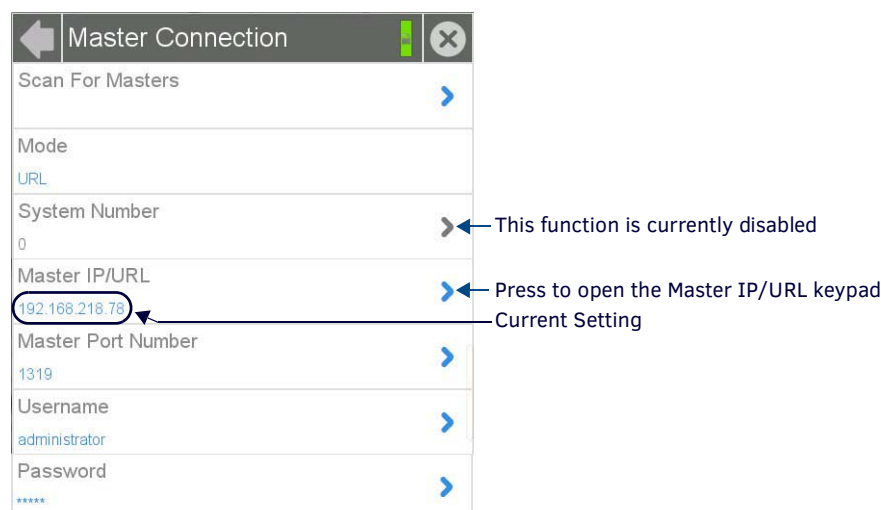 Master Connection
Scan For Masters
Mode
URL
System Number
0
This function is currently disabled
Master IP/URL
192.168.218.78
Press to open the Master IP/URL keypad
Current Setting
Master Port Number
1319
Username
administrator
Password
*****